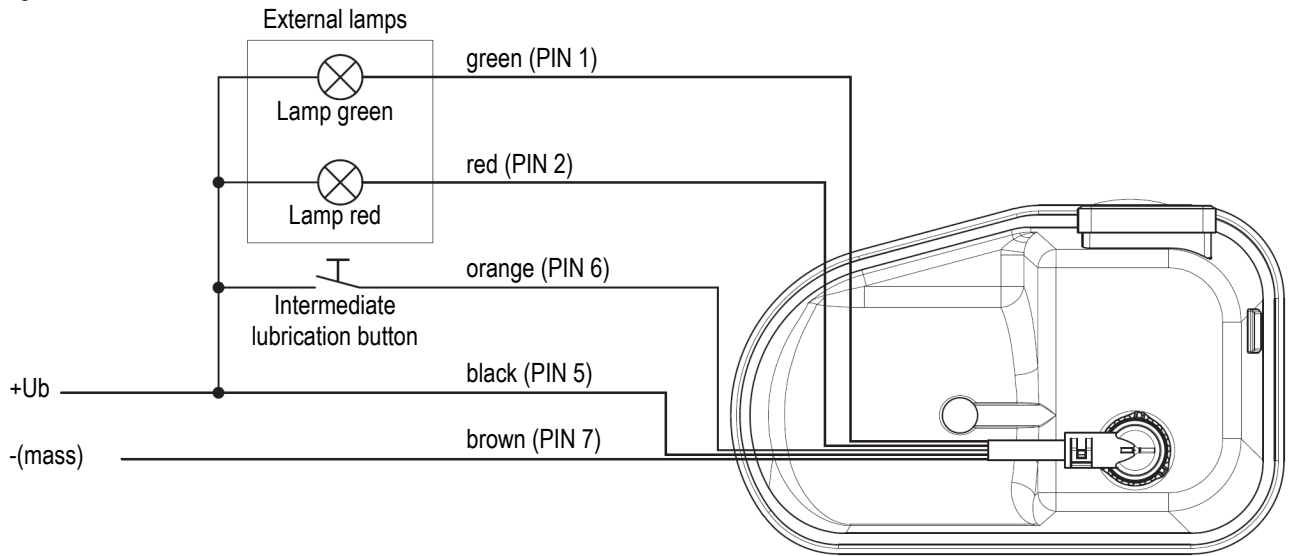 External lamps
green (PIN 1)
Lamp green
red (PIN 2)
Lamp red
orange (PIN 6)
Intermediate
lubrication button
black (PIN 5)
+Ub
brown (PIN 7)
-(mass)